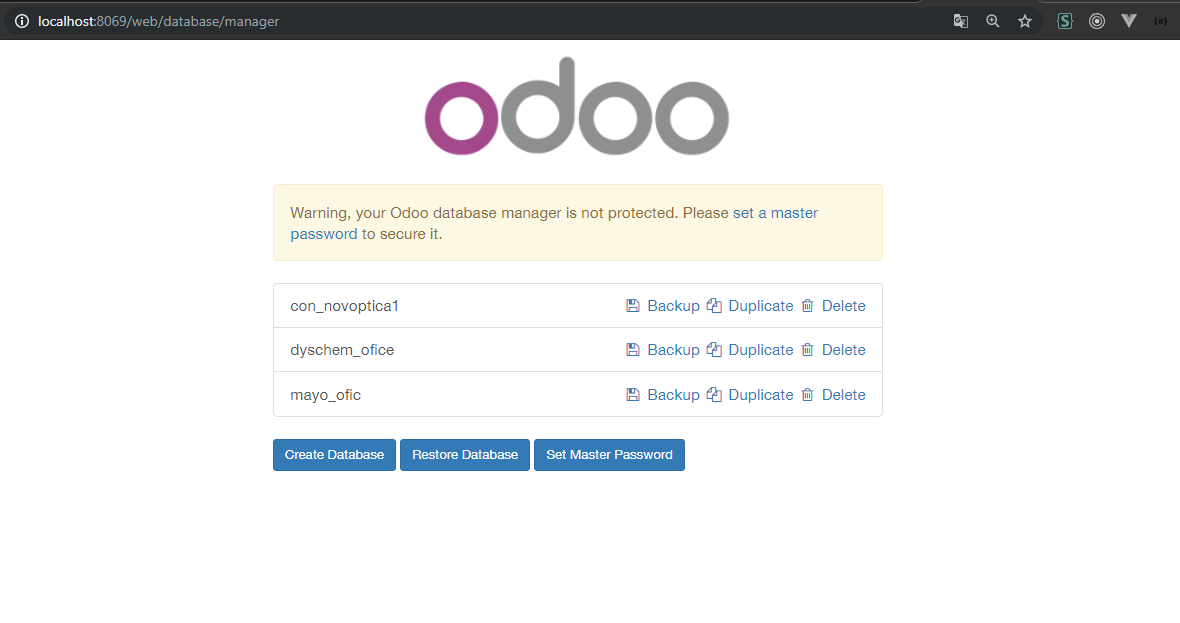 localhost:8069/web/database/manager
odoo
Warning, your Odoo database manager is not protected. Please set a master
password to secure it.
con_novoptica1 Backup Duplicate Delete
dyschem_ofice Backup Duplicate Delete
mayo_ofic Backup Duplicate Delete
Create Database Restore Database Set Master Password